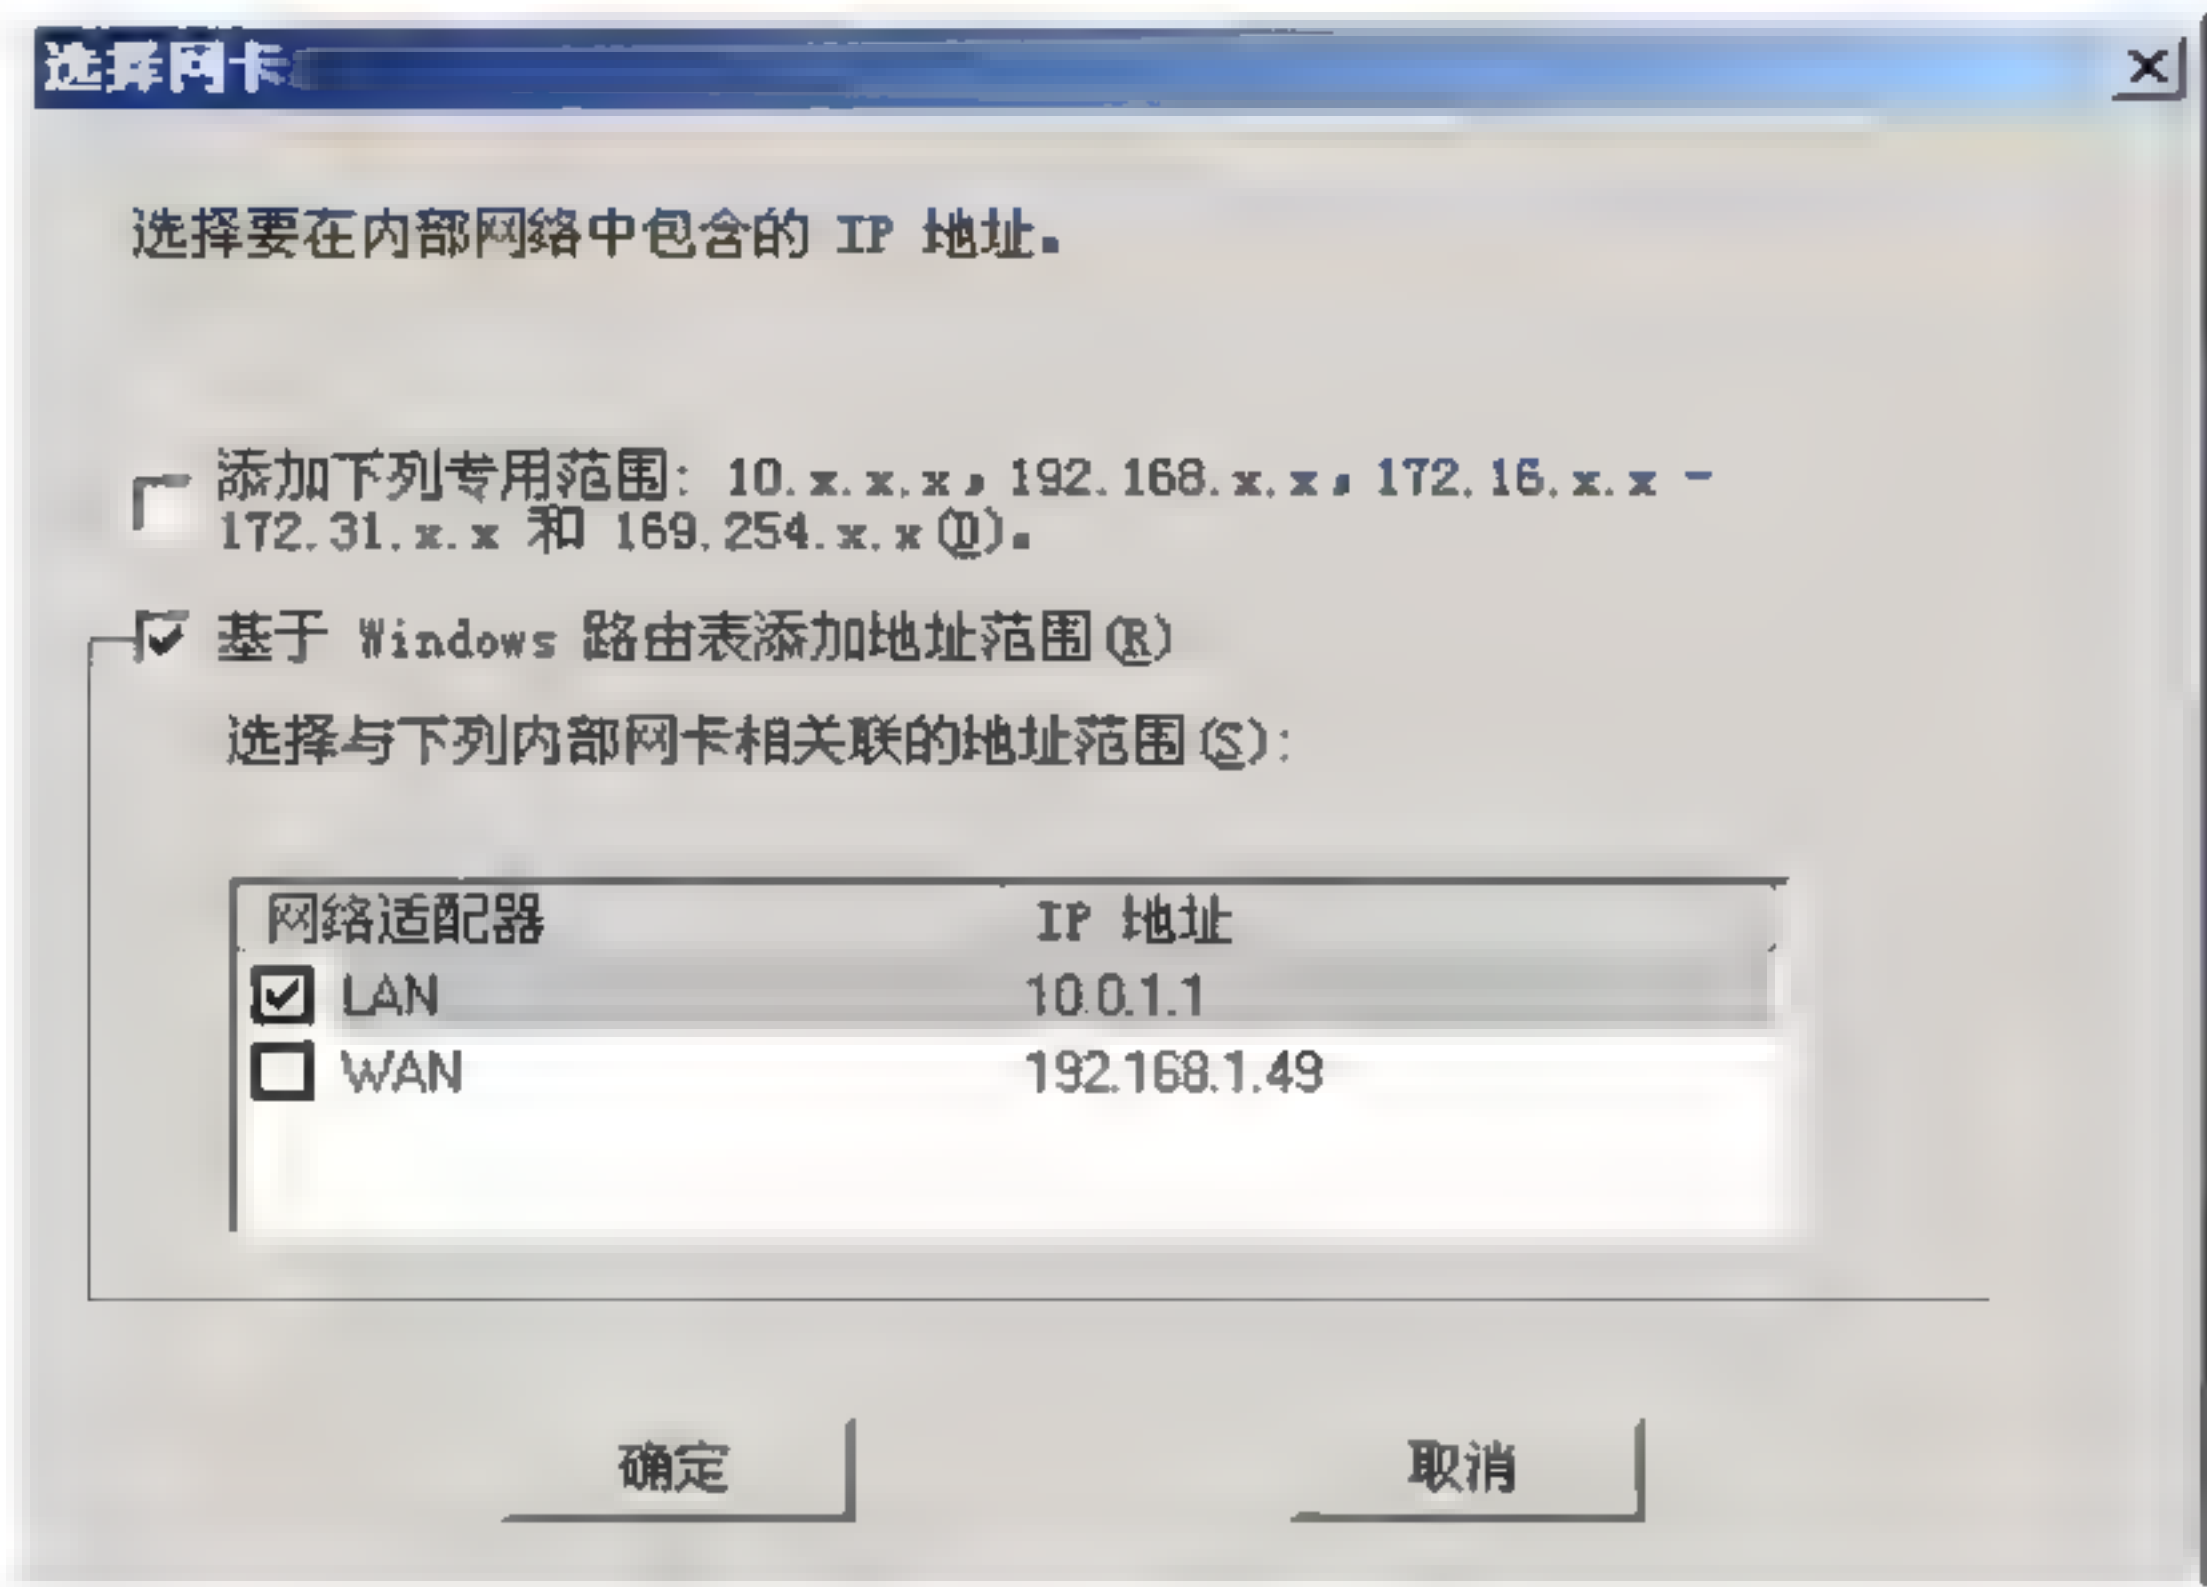 选择网卡
选择要在内部网络中包含的 IP 地址。
添加下列专用范围: 10.x.x.x, 192.168.x.x, 172.16.x.x -
172.31.x.x 和 169.254.x.x(D)。
基于 Windows 路由表添加地址范围(R)
选择与下列内部网卡相关联的地址范围(S):
网络适配器 IP 地址
LAN 10.0.1.1
WAN 192.168.1.49
确定 取消